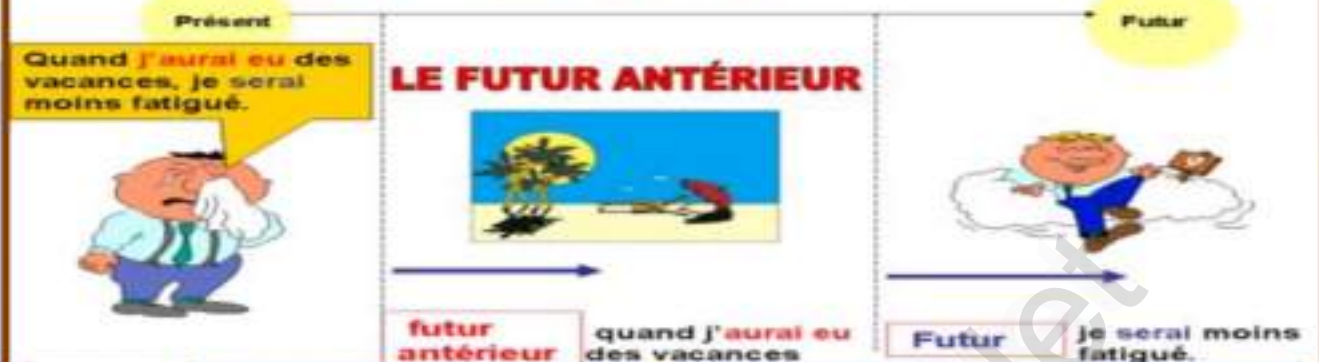 Présent
Futur
Quand j'aurai eu des
vacances, je serai
moins fatigué.
LE FUTUR ANTÉRIEUR
futur
antérieur
quand j'aurai eu
des vacances
Futur
je serai moins
fatigué.